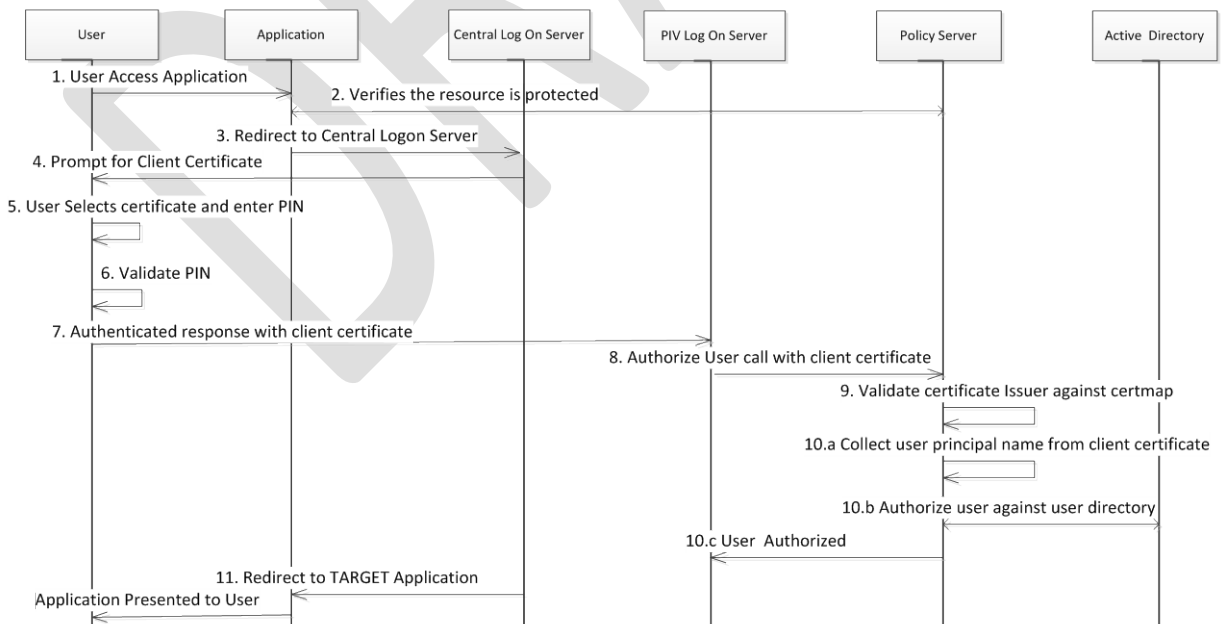 User
Application
Central Log On Server
PIV Log On Server
Policy Server
Active Directory
1. User Access Application
2. Verifies the resource is protected
3. Redirect to Central Logon Server
4. Prompt for Client Certificate
5. User Selects certificate and enter PIN
6. Validate PIN
7. Authenticated response with client certificate
8. Authorize User call with client certificate
9. Validate certificate Issuer against certmap
10.a Collect user principal name from client certificate
10.b Authorize user against user directory
10.c User Authorized
11. Redirect to TARGET Application
Application Presented to User